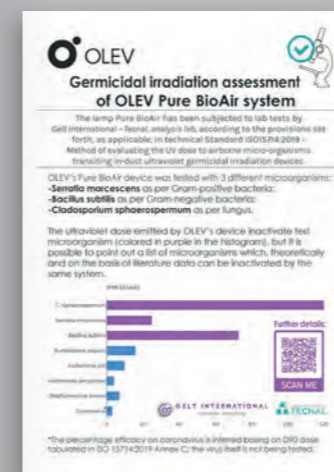 OLEV
Germicidal irradiation assessment
of OLEV Pure BioAir system
The lamp Pure BioAir has been subjected to lab tests by
Gelt International - Tecnal, analysis lab, according to the provisions set
forth, as applicable, in technical Standard ISO15714:2019 -
Method of evaluating the UV dose to airborne micro-organisms
transiting in-duct ultraviolet germicidal irradiation devices
OLEV's Pure BioAir device was tested with 3 different microorganisms:
-Serratia marcescens as per Gram-positive bacteria;
-Bacillus subtilis as per Gram-negative bacteria;
-Cladosporium sphaerospermum as per fungus.
The ultraviolet dose emitted by OLEV's device inactivate test
microorganism (colored in purple in the histogram), but it is
possible to point out a list of microorganisms which, theoretically
and on the basis of literature data can be inactivated by the
same system.
C. sphaerospermum
Serratia marcescens
Bacillus subtilis
Further details:
SCAN ME
GELT INTERNATIONAL
TECNAL
*The percentage efficacy on coronavirus is inferred basing on D90 dose
tabulated in ISO 15714:2019 Annex C; the virus itself is not being tested.